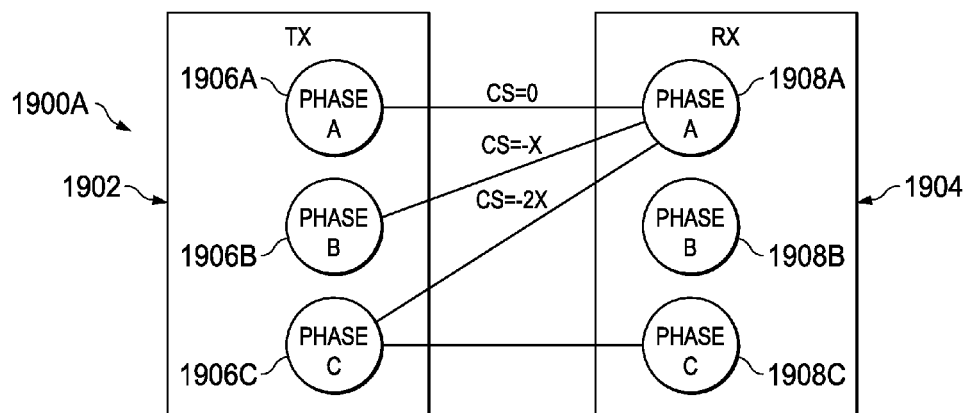 TX
RX
1906A
PHASE
A
CS=0
PHASE
A
1908A
1900A
CS=-X
1902
CS=-2X
1904
PHASE
B
PHASE
B
1906B
1908B
PHASE
C
PHASE
C
1906C
1908C